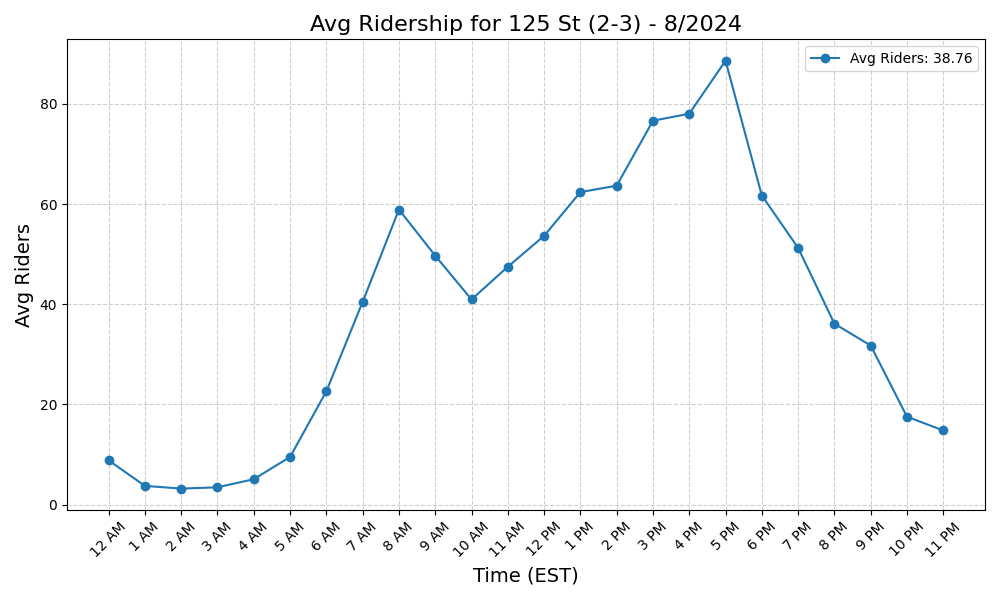 Avg Ridership for 125 St (2-3) - 8/2024
Avg Riders: 38.76
Avg Riders
80
60
40
20
0
12 AM
1 AM
2 AM
3 AM
4 AM
5 AM
6 AM
7 AM
8 AM
9 AM
10 AM
11 AM
12 PM
1 PM
2 PM
3 PM
4 PM
5 PM
6 PM
7 PM
8 PM
9 PM
10 PM
11 PM
Time (EST)